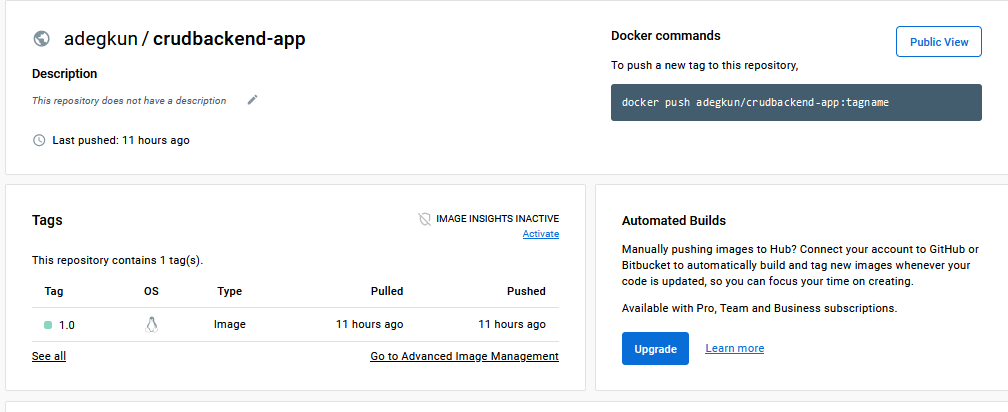 adegkun / crudbackend-app
Description
This repository does not have a description
Last pushed: 11 hours ago
Docker commands
Public View
To push a new tag to this repository,
docker push adegkun/crudbackend-app:tagname
Tags
IMAGE INSIGHTS INACTIVE
Activate
This repository contains 1 tag(s).
Tag OS Type Pulled Pushed
1.0 Image 11 hours ago 11 hours ago
See all Go to Advanced Image Management
Automated Builds
Manually pushing images to Hub? Connect your account to GitHub or
Bitbucket to automatically build and tag new images whenever your
code is updated, so you can focus your time on creating.
Available with Pro, Team and Business subscriptions.
Upgrade Learn more